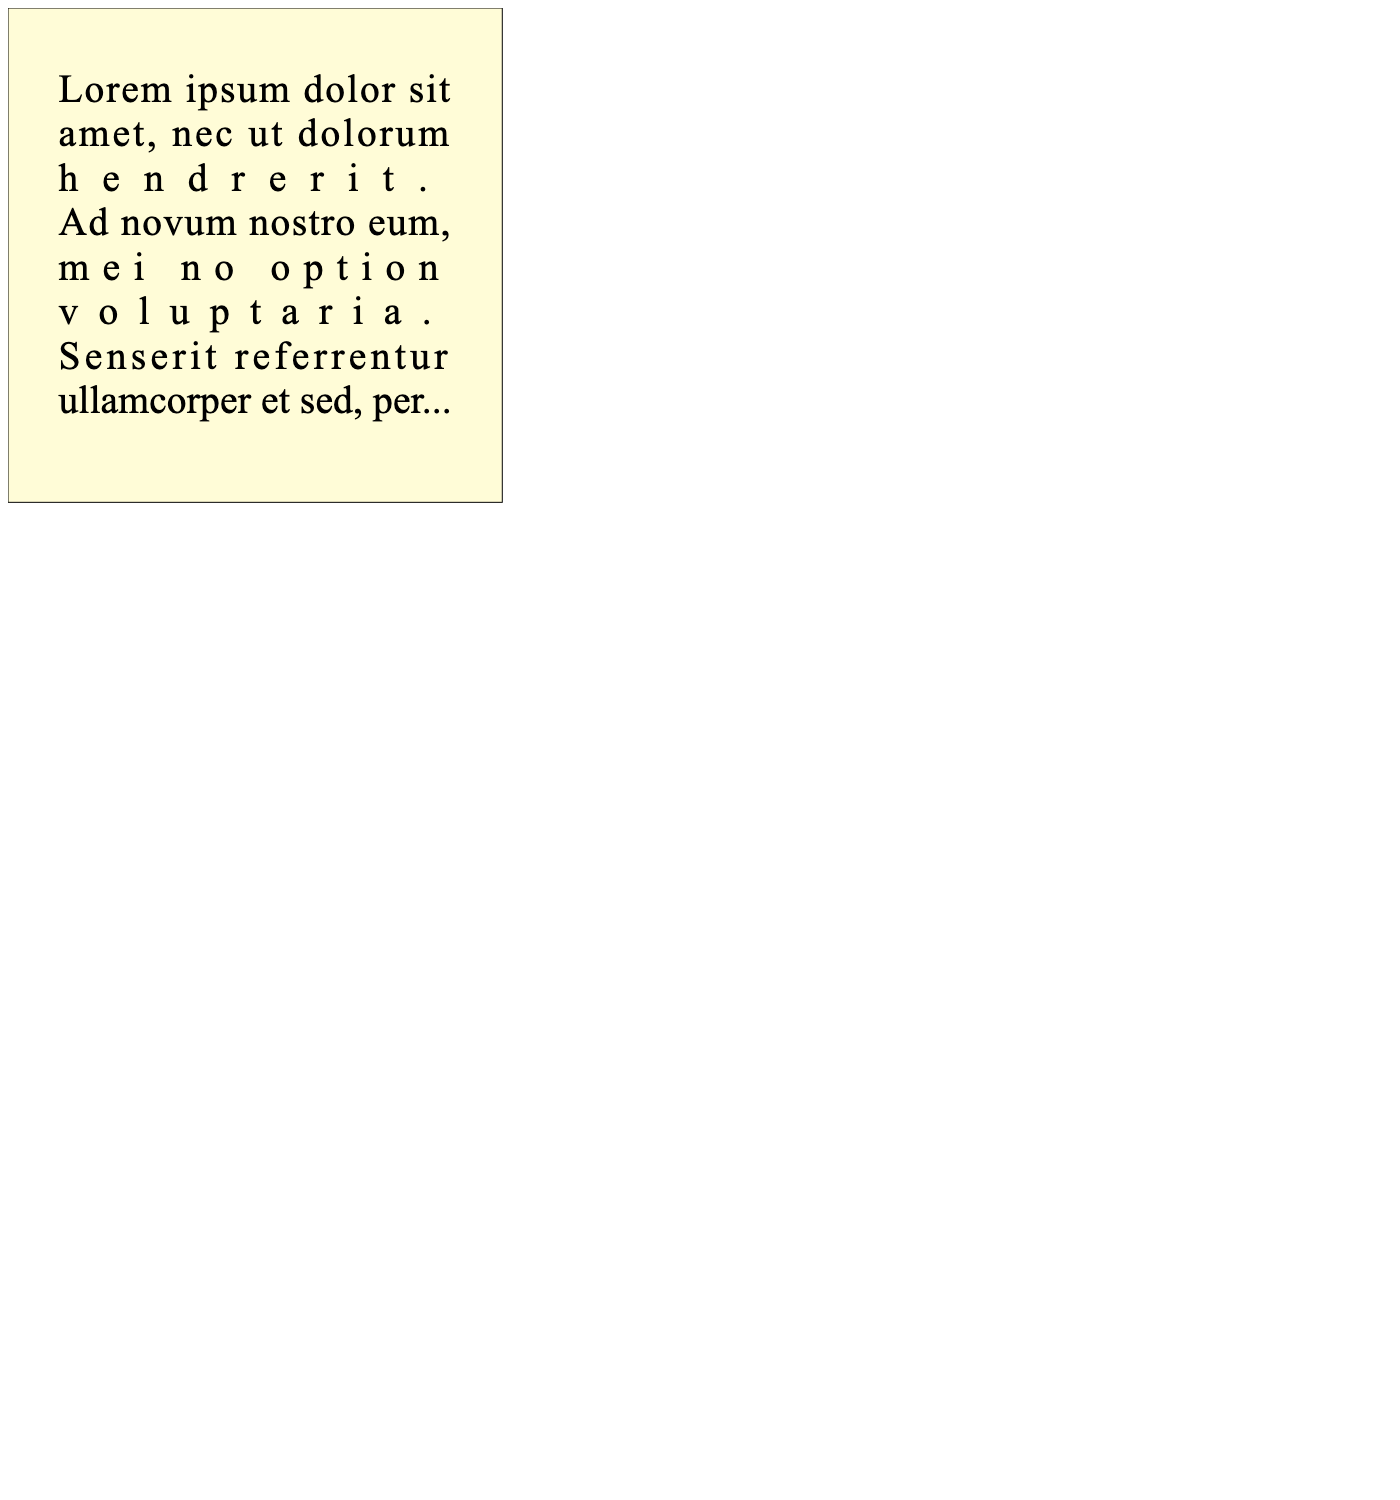 Lorem ipsum dolor sit
amet, nec ut dolorum
hendrerit.
Ad novum nostro eum,
mei no option
voluptaria.
Senserit referrentur
ullamcorper et sed, per...